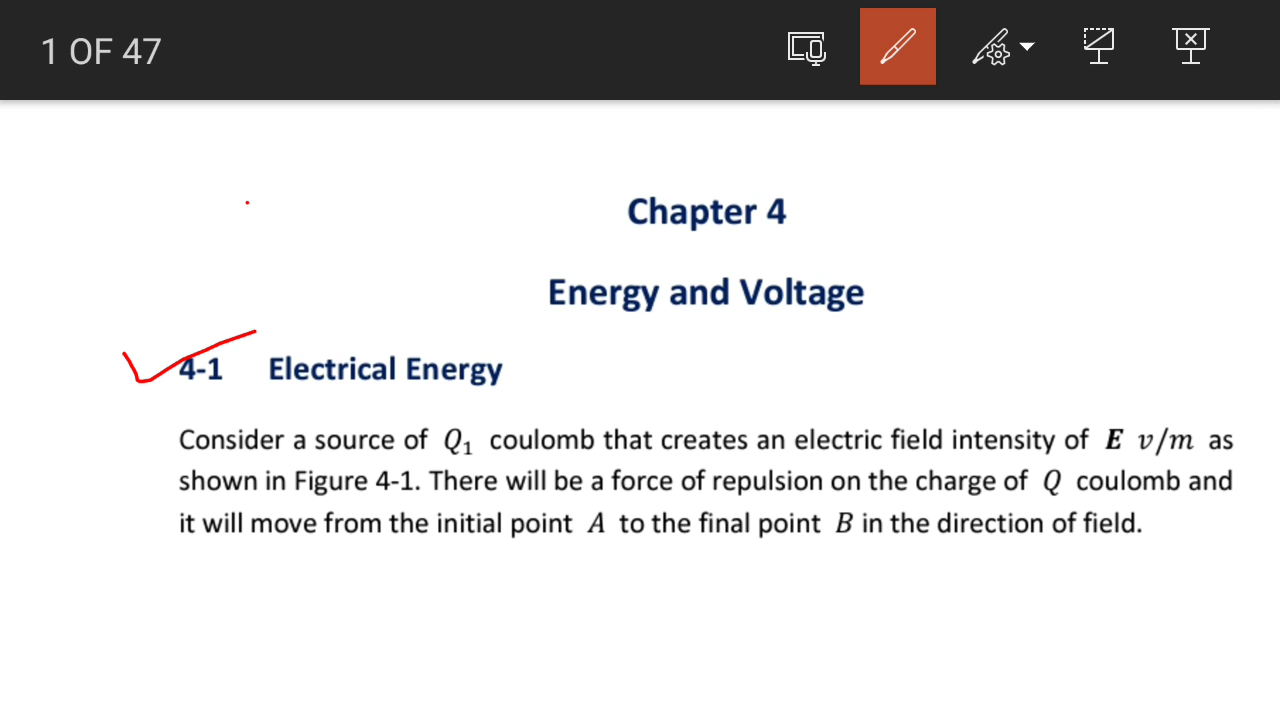 1 OF 47
Chapter 4
Energy and Voltage
4-1 Electrical Energy
Consider a source of Q₁ coulomb that creates an electric field intensity of E v/m as
shown in Figure 4-1. There will be a force of repulsion on the charge of Q coulomb and
it will move from the initial point A to the final point B in the direction of field.